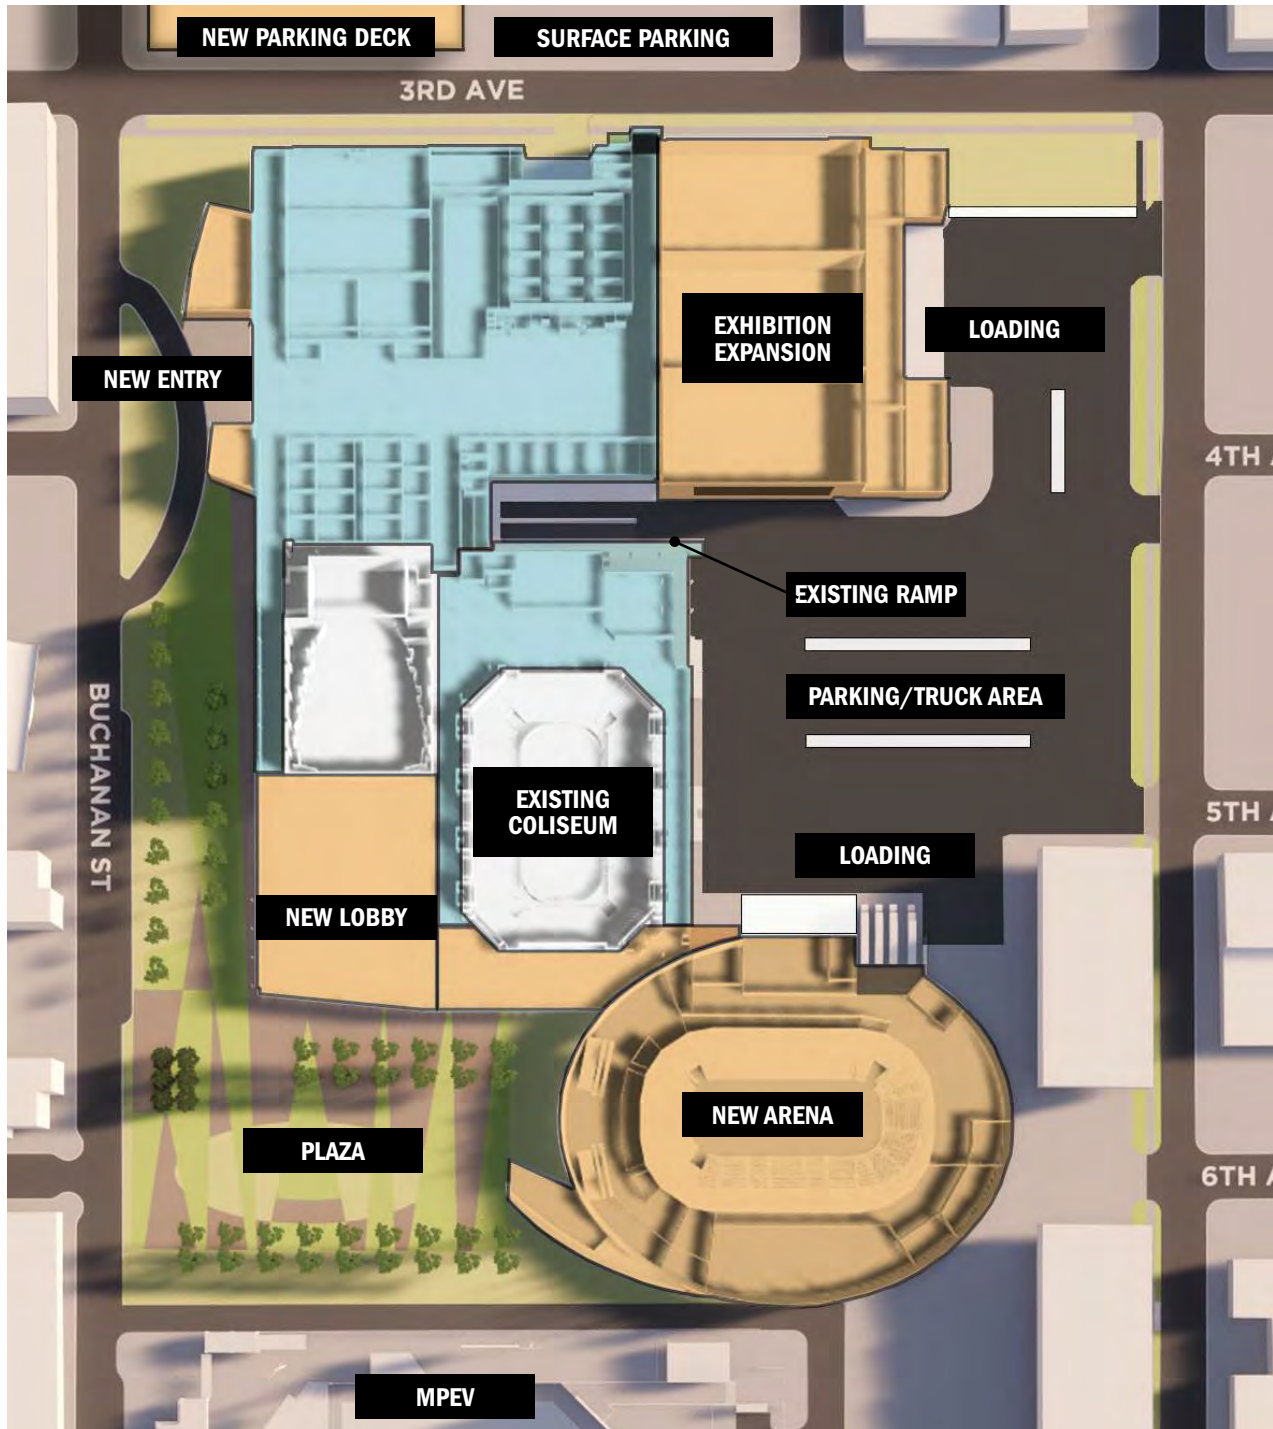 NEW PARKING DECK
SURFACE PARKING
3RD AVE
EXHIBITION
EXPANSION
LOADING
NEW ENTRY
4TH
EXISTING RAMP
PARKING/TRUCK AREA
BUCHANAN ST
EXISTING
COLISEUM
5TH
LOADING
NEW LOBBY
NEW ARENA
PLAZA
6TH
MPEV